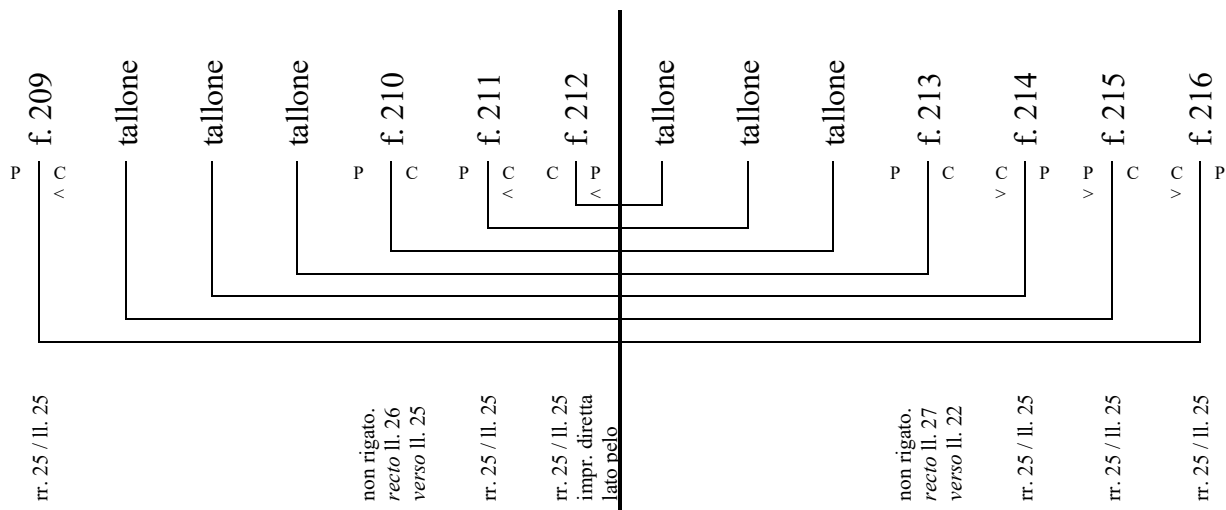 f. 209
tallone
tallone
tallone
f. 210
f. 211
f. 212
tallone
tallone
tallone
f. 213
f. 214
f. 215
f. 216
P C P C P C C P P C C P P C C P
< < < > > >
rr. 25 / ll. 25
non rigato.
recto ll. 26
verso ll. 25
rr. 25 / ll. 25
rr. 25 / ll. 25
impr. diretta
lato pelo
non rigato.
recto ll. 27
verso ll. 22
rr. 25 / ll. 25
rr. 25 / ll. 25
rr. 25 / ll. 25